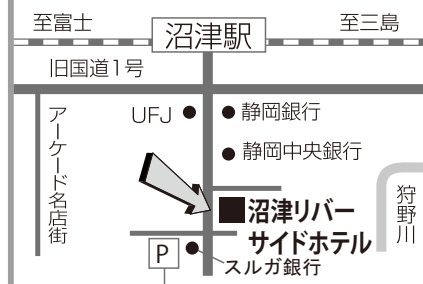 至富士
沼津駅
至三島
旧国道1号
アーケード名店街
UFJ
静岡銀行
静岡中央銀行
狩野川
沼津リバー
サイドホテル
P
スルガ銀行